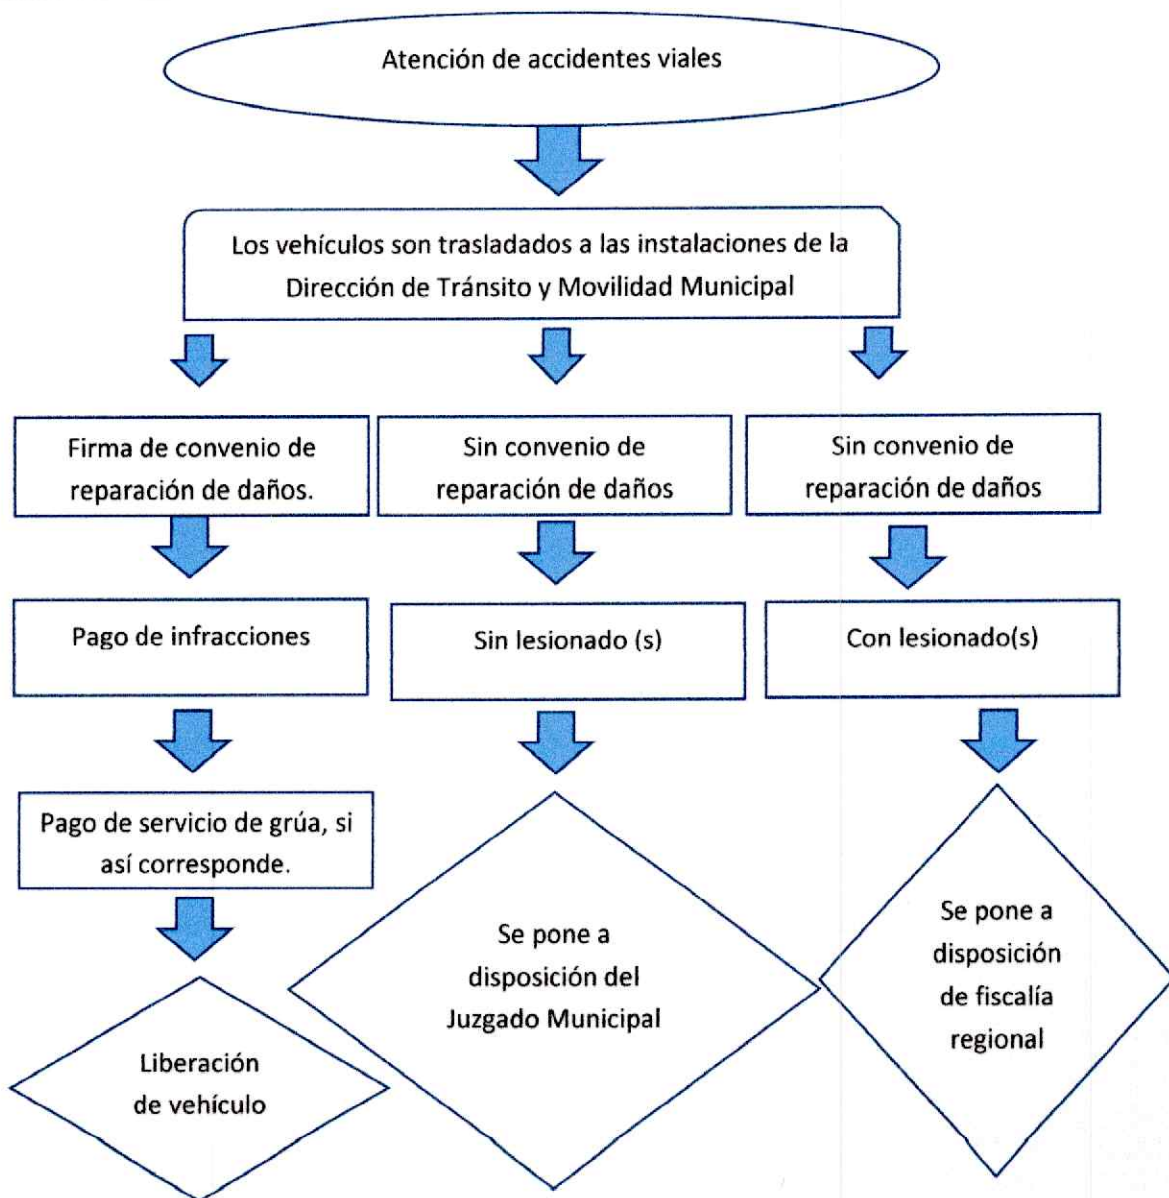 Atención de accidentes viales
Los vehículos son trasladados a las instalaciones de la
Dirección de Tránsito y Movilidad Municipal
Firma de convenio de
reparación de daños.
Sin convenio de
reparación de daños
Sin convenio de
reparación de daños
Pago de infracciones
Sin lesionado (s)
Con lesionado(s)
Pago de servicio de grúa, si
así corresponde.
Se pone a
disposición del
Juzgado Municipal
Se pone a
disposición
de fiscalía
regional
Liberación
de vehículo